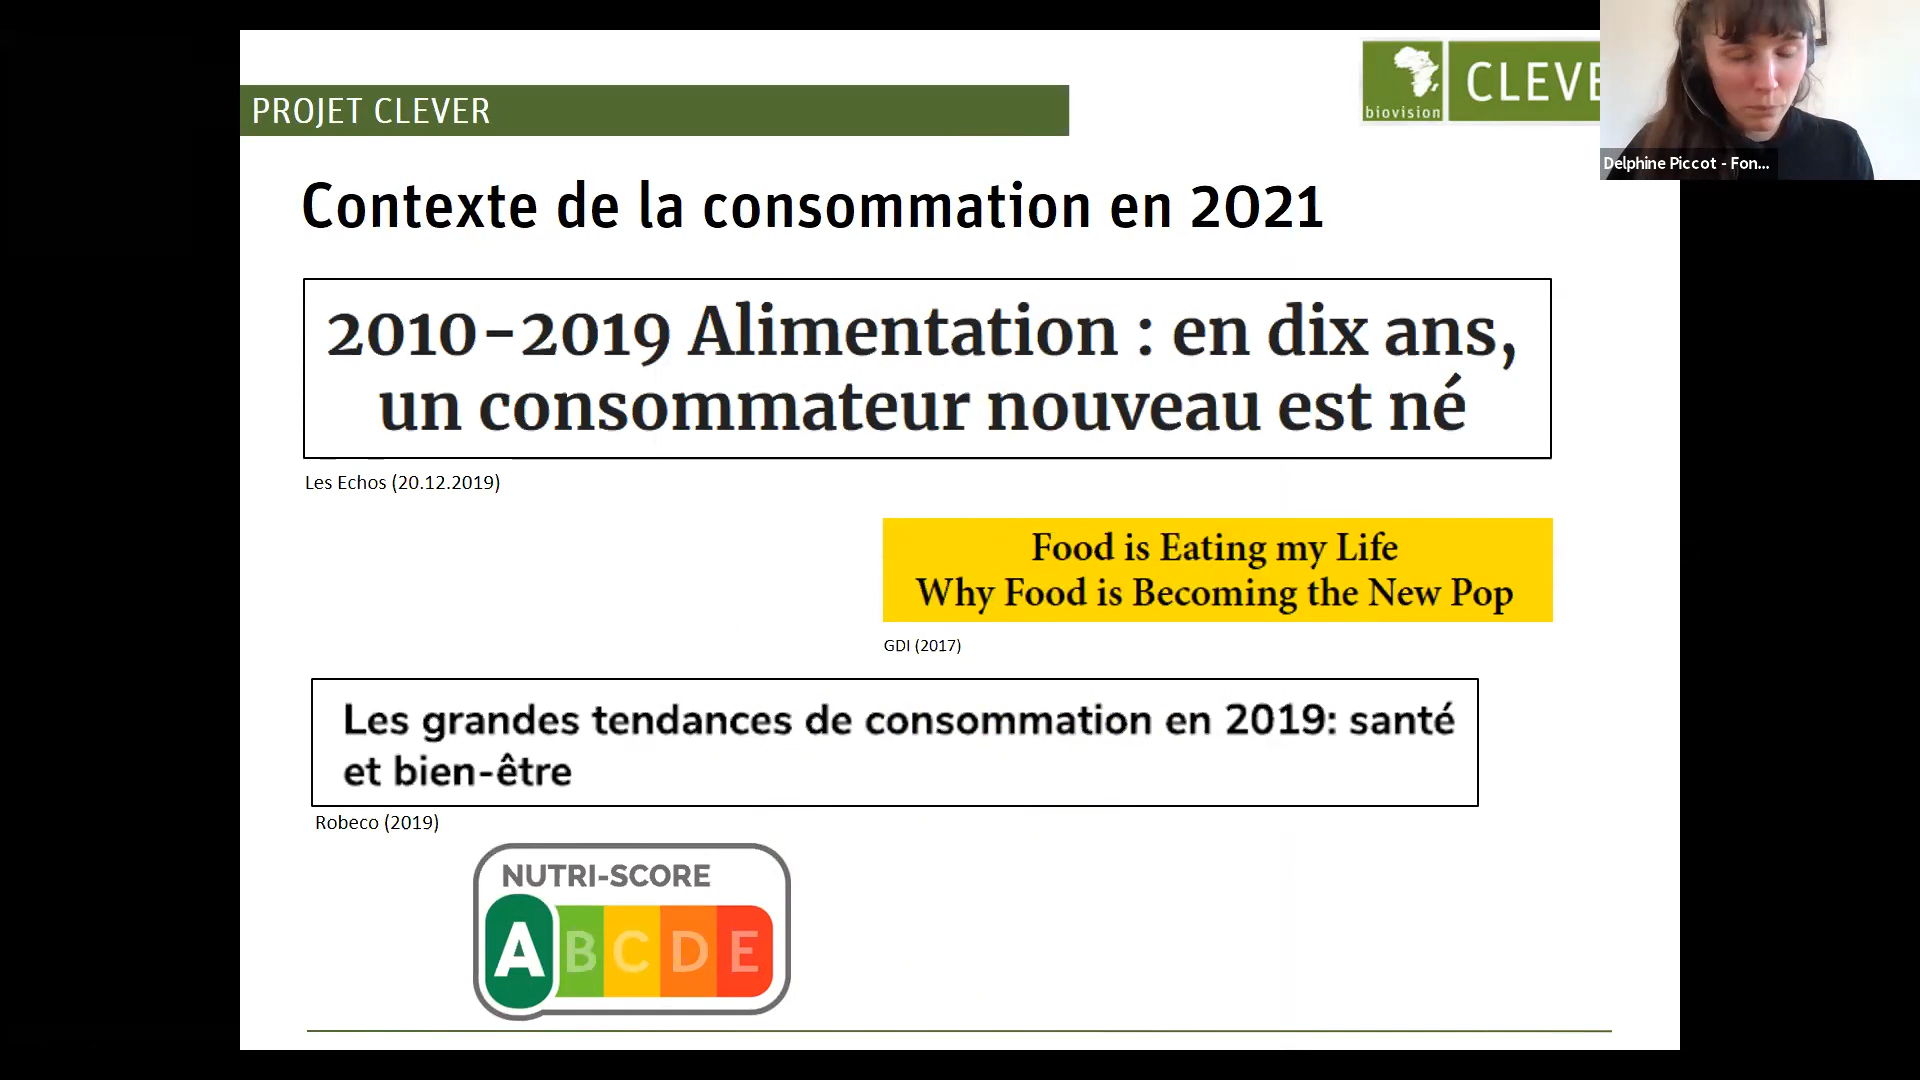 PROJET CLEVER
biovision
CLEVE
Delphine Piccot - Fon...
Contexte de la consommation en 2021
2010-2019 Alimentation : en dix ans,
un consommateur nouveau est né
Les Echos (20.12.2019)
Food is Eating my Life
Why Food is Becoming the New Pop
GDI (2017)
Les grandes tendances de consommation en 2019: santé
et bien-être
Robeco (2019)
NUTRI-SCORE
A B C D E